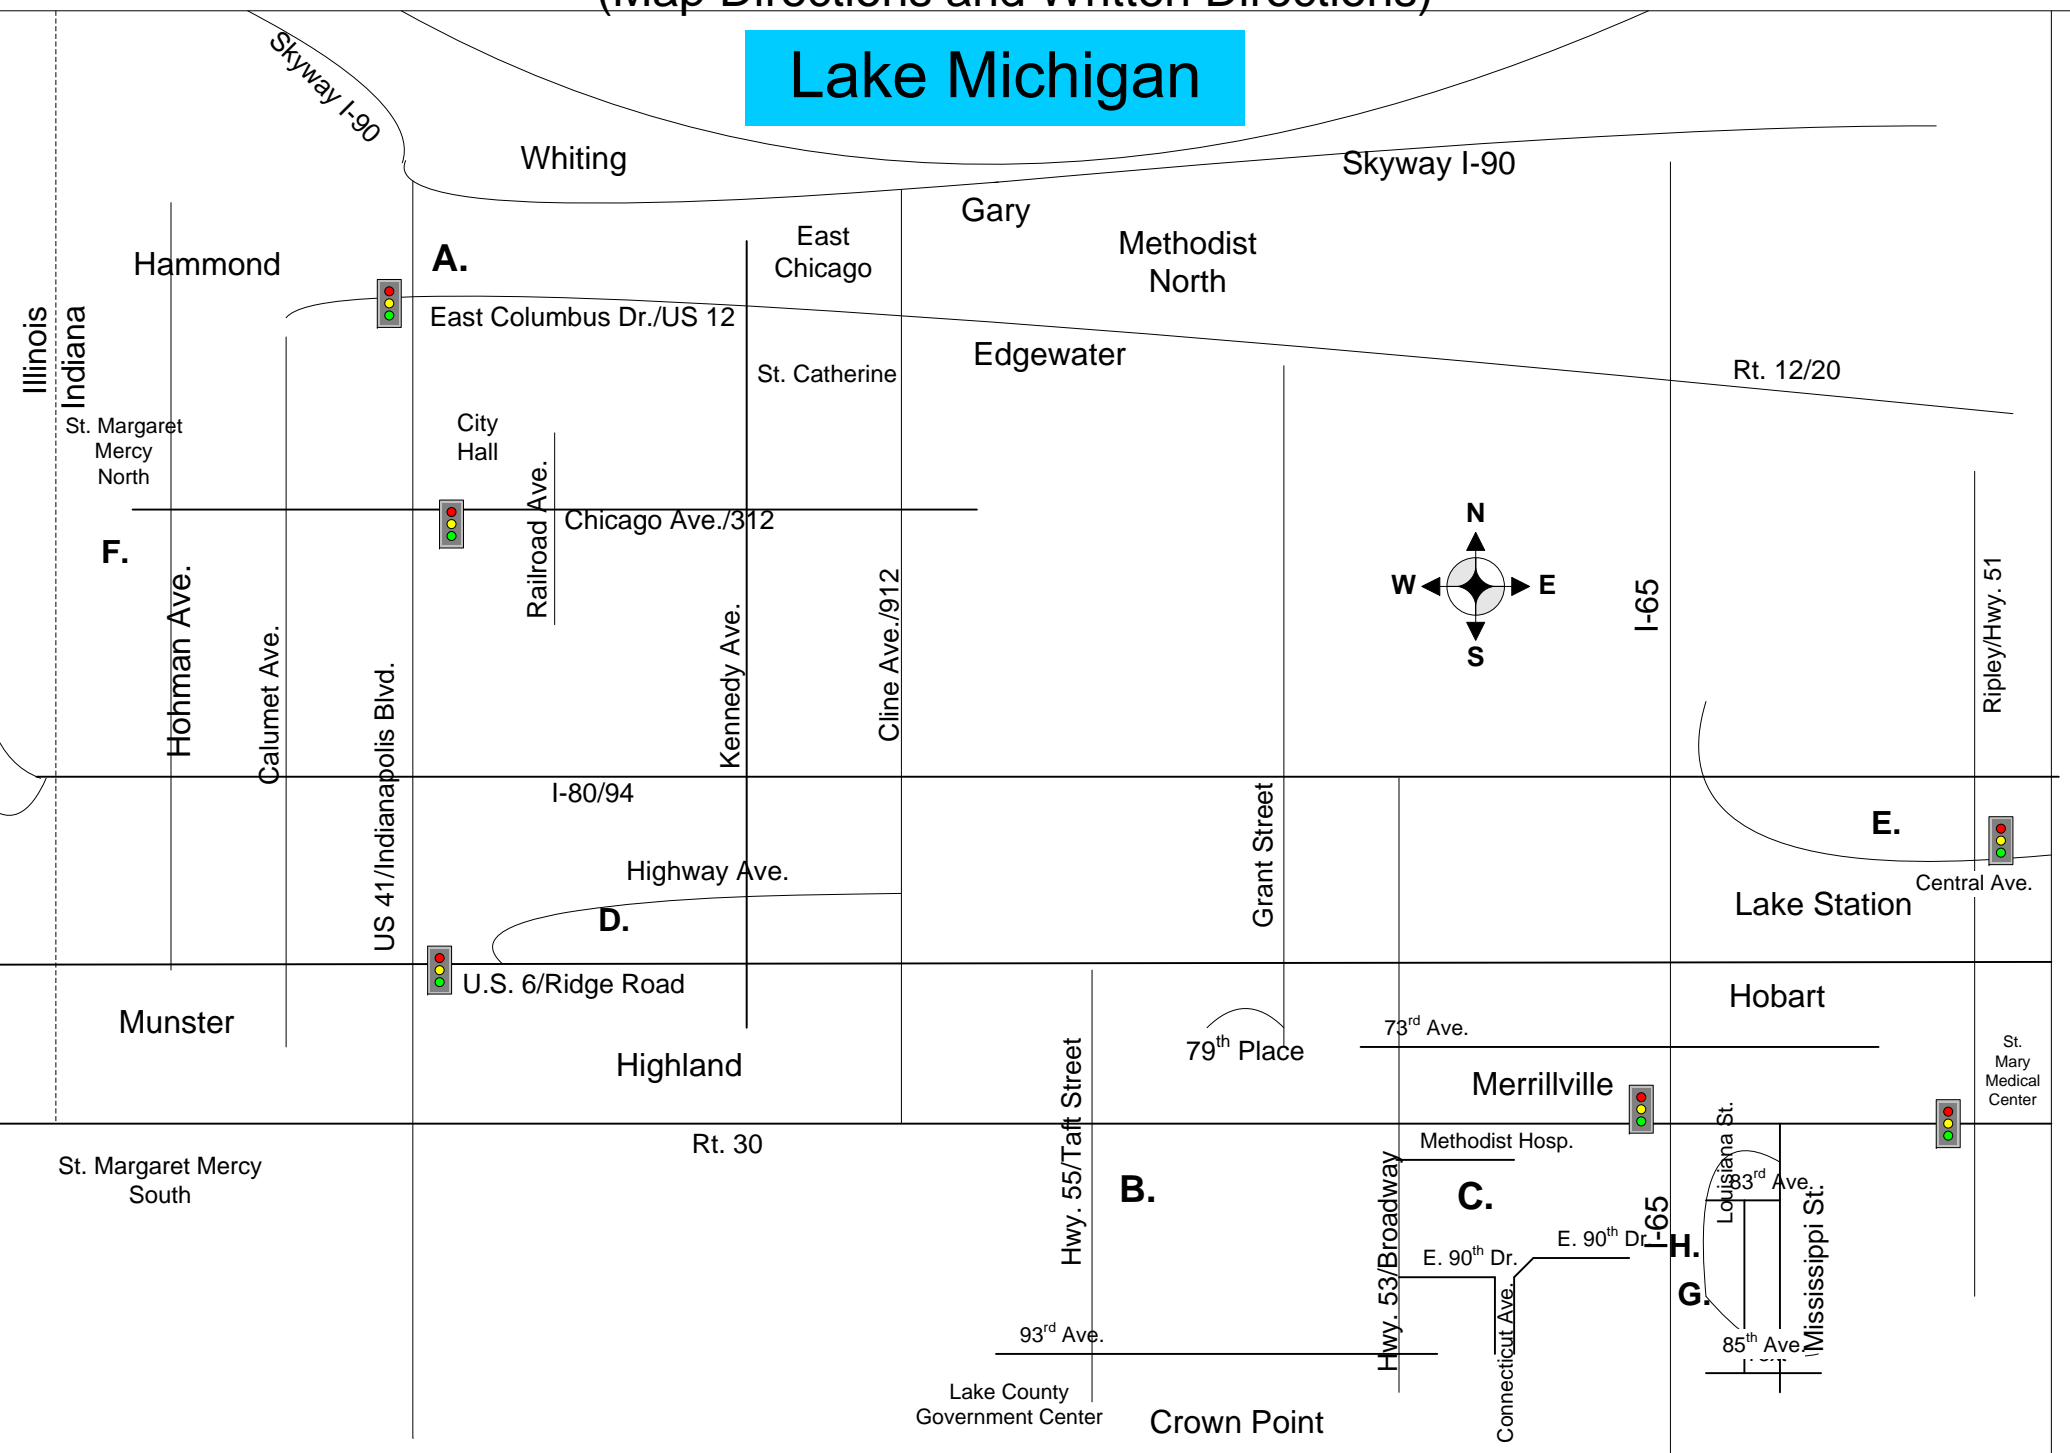 (Map Directions and Written Directions)
Lake Michigan
Skyway I-90
Whiting
Skyway I-90
Gary
East
Chicago
Methodist
North
Hammond
A.
East Columbus Dr./US 12
Illinois
Indiana
Edgewater
St. Catherine
Rt. 12/20
St. Margaret
Mercy
North
City
Hall
Railroad Ave.
Chicago Ave./312
F.
N
W
E
S
Hohman Ave.
Calumet Ave.
US 41/Indianapolis Blvd.
Kennedy Ave.
Cline Ave./912
I-65
Ripley/Hwy. 51
I-80/94
Grant Street
E.
Highway Ave.
D.
Central Ave.
Lake Station
U.S. 6/Ridge Road
Munster
Hobart
Highland
79th Place
73rd Ave.
St.
Mary
Medical
Center
Merrillville
Hwy. 55/Taft Street
Rt. 30
Methodist Hosp.
St. Margaret Mercy
South
B.
C.
Hwy. 53/Broadway
Louisiana St.
83rd Ave.
I-65
Mississippi St.
E. 90th Dr.
E. 90th Dr.
H.
G.
Connecticut Ave.
93rd Ave.
85th Ave.
Lake County
Government Center
Crown Point